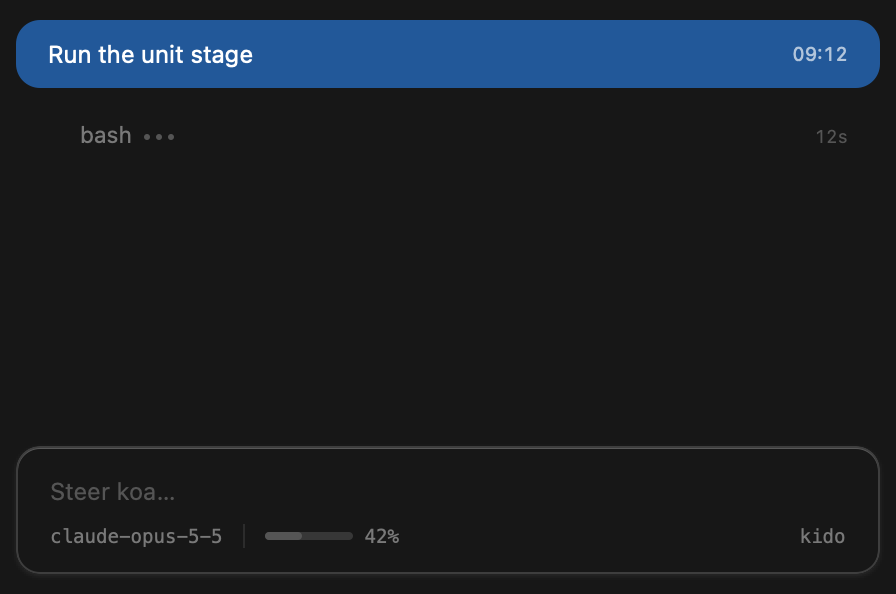 Run the unit stage 09:12
bash ••• 12s
Steer koa...
claude-opus-5-5 42% kido